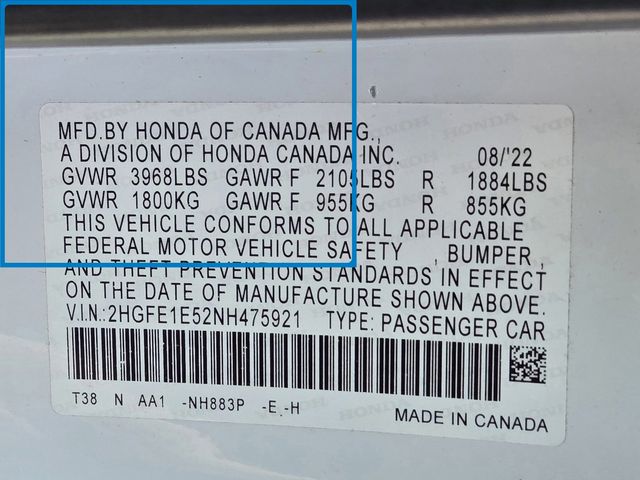 MFD.BY HONDA OF CANADA MFG.,
A DIVISION OF HONDA CANADA INC. 08/'22
GVWR 3968LBS GAWR F 2105LBS R 1884LBS
GVWR 1800KG GAWR F 955KG R 855KG
THIS VEHICLE CONFORMS TO ALL APPLICABLE
FEDERAL MOTOR VEHICLE SAFETY , BUMPER ,
AND THEFT PREVENTION STANDARDS IN EFFECT
ON THE DATE OF MANUFACTURE SHOWN ABOVE.
V.I.N.:2HGFE1E52NH475921 TYPE: PASSENGER CAR
T38 N AA1 -NH883P -E.-H
MADE IN CANADA